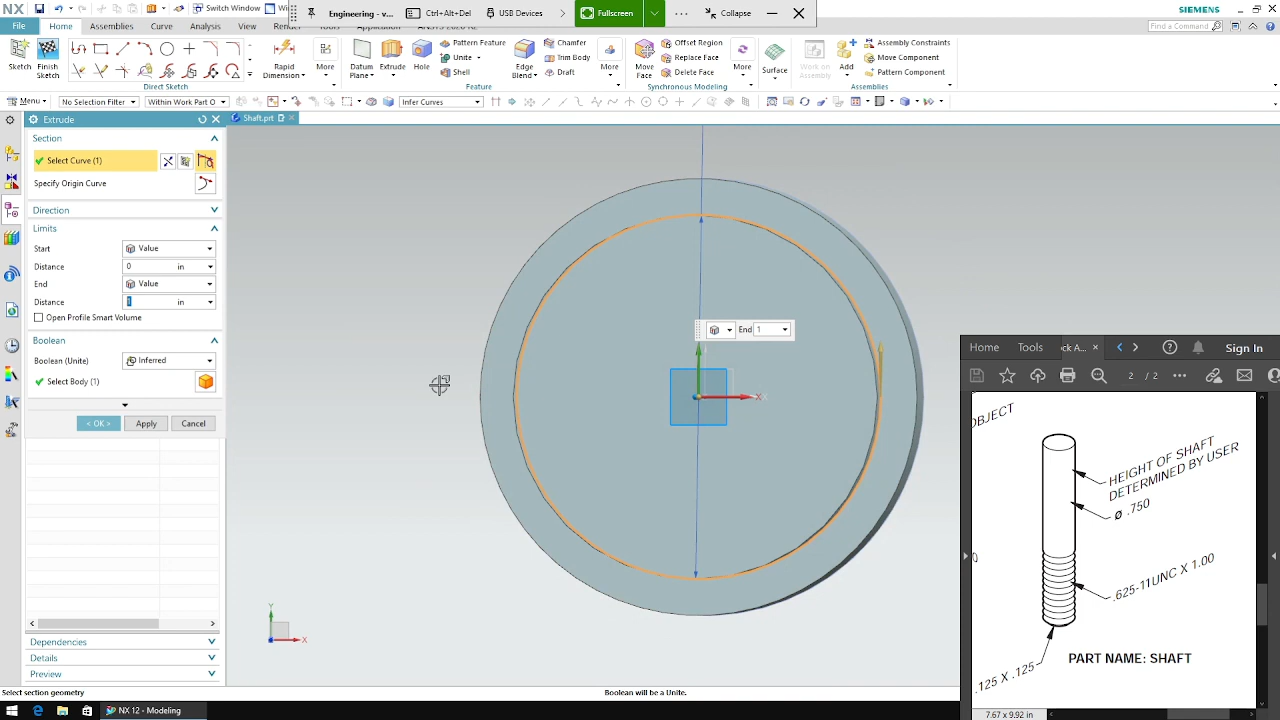 NX
Switch Window
Wi
Engineering - v...
Ctrl+Alt+Del
USB Devices
Fullscreen
Collapse
SIEMENS
File
Home
Assemblies
Curve
Analysis
View
Find a Command
Sketch
Finish Sketch
Direct Sketch
Rapid Dimension
More
Datum Plane
Extrude
Hole
Pattern Feature
Unite
Shell
Edge Blend
Chamfer
Trim Body
Draft
More
Feature
Move Face
Offset Region
Replace Face
Delete Face
More
Synchronous Modeling
Surface
Work on Assembly
Add
Assembly Constraints
Move Component
Pattern Component
Assemblies
Menu
No Selection Filter
Within Work Part O
Infer Curves
Extrude
Shaft.prt
Section
Select Curve (1)
Specify Origin Curve
Direction
Limits
Start
Value
Distance
0
in
End
Value
Distance
1
in
Open Profile Smart Volume
Boolean
Boolean (Unite)
Inferred
Select Body (1)
< OK >
Apply
Cancel
Dependencies
Details
Preview
End
1
X
Y
X
Select section geometry
Boolean will be a Unite.
NX 12 - Modeling
Home
Tools
ck A...
Sign In
2 / 2
OBJECT
HEIGHT OF SHAFT
DETERMINED BY USER
Ø .750
.625-11UNC X 1.00
.125 X .125
PART NAME: SHAFT
7.67 x 9.92 in